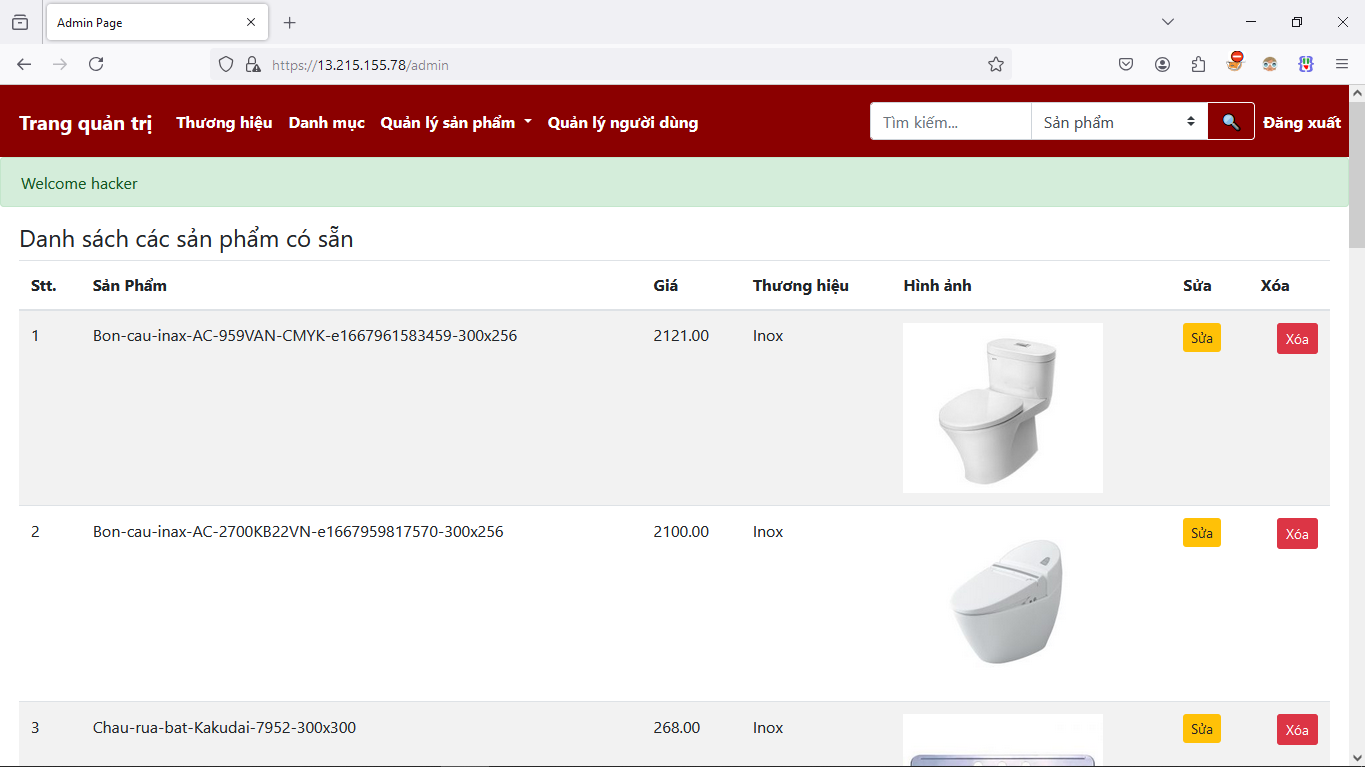 Admin Page
https://13.215.155.78/admin
Trang quản trị Thương hiệu Danh mục Quản lý sản phẩm Quản lý người dùng Tìm kiếm... Sản phẩm Đăng xuất
Welcome hacker
Danh sách các sản phẩm có sẵn
Stt. Sản Phẩm Giá Thương hiệu Hình ảnh Sửa Xóa
1 Bon-cau-inax-AC-959VAN-CMYK-e1667961583459-300x256 2121.00 Inox Sửa Xóa
2 Bon-cau-inax-AC-2700KB22VN-e1667959817570-300x256 2100.00 Inox Sửa Xóa
3 Chau-rua-bat-Kakudai-7952-300x300 268.00 Inox Sửa Xóa